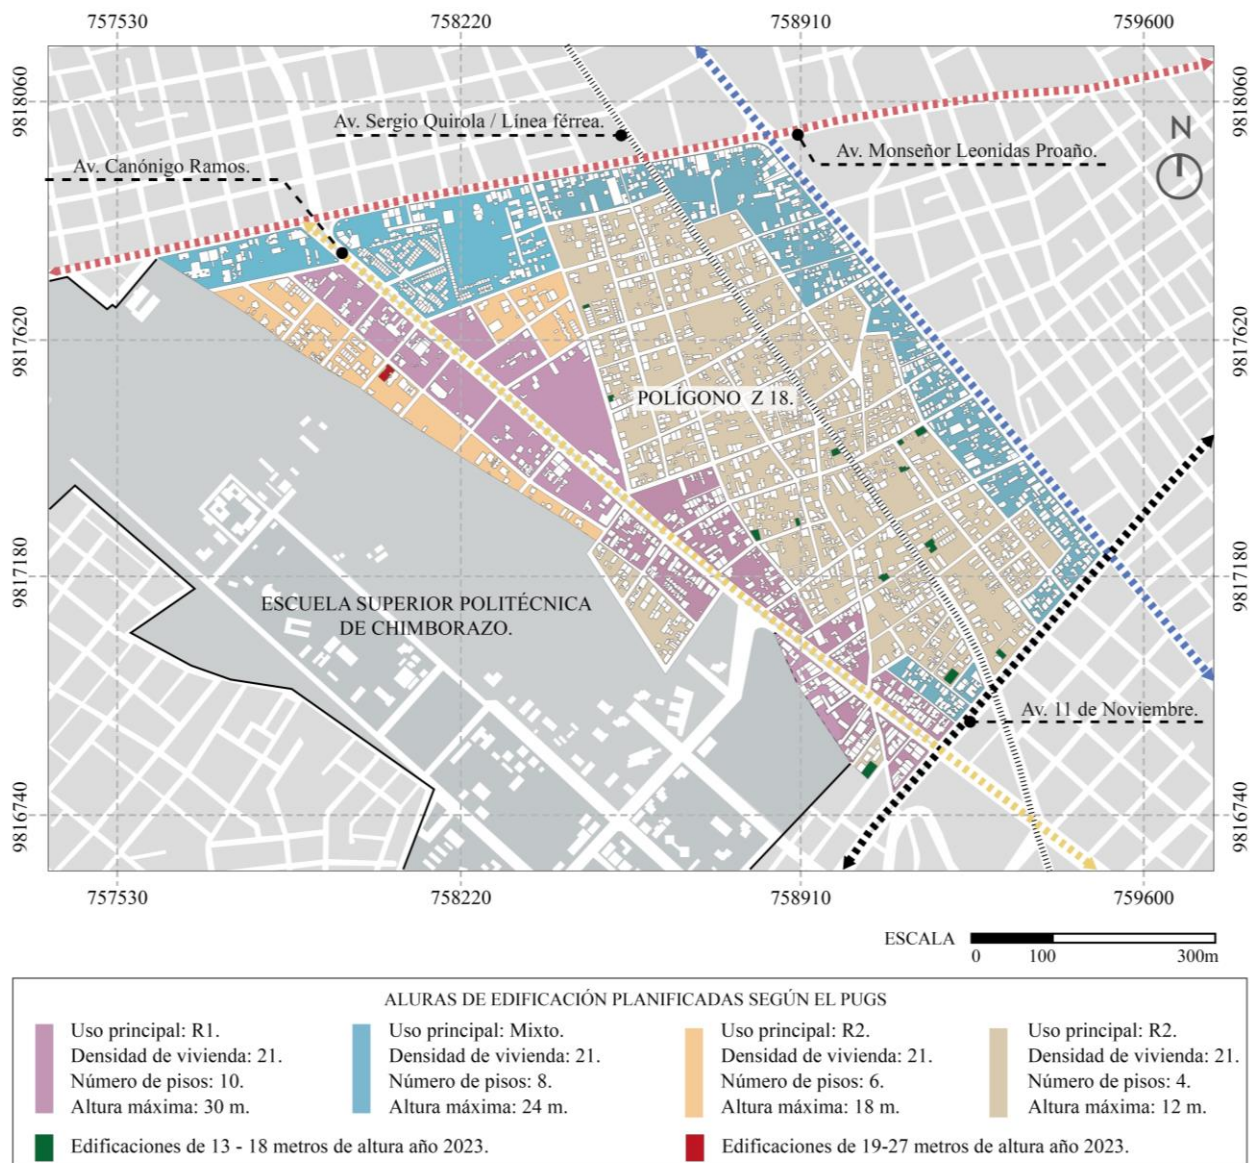 757530 758220 758910 759600
9818060 9818060
Av. Sergio Quirola / Línea férrea.
N
Av. Monseñor Leonidas Proaño.
Av. Canónigo Ramos.
9817620 9817620
POLÍGONO Z 18.
9817180 9817180
ESCUELA SUPERIOR POLITÉCNICA
DE CHIMBORAZO.
Av. 11 de Noviembre.
9816740 9816740
757530 758220 758910 759600
ESCALA
0 100 300m
ALURAS DE EDIFICACIÓN PLANIFICADAS SEGÚN EL PUGS
Uso principal: R1.
Densidad de vivienda: 21.
Número de pisos: 10.
Altura máxima: 30 m.
Uso principal: Mixto.
Densidad de vivienda: 21.
Número de pisos: 8.
Altura máxima: 24 m.
Uso principal: R2.
Densidad de vivienda: 21.
Número de pisos: 6.
Altura máxima: 18 m.
Uso principal: R2.
Densidad de vivienda: 21.
Número de pisos: 4.
Altura máxima: 12 m.
Edificaciones de 13 - 18 metros de altura año 2023.
Edificaciones de 19-27 metros de altura año 2023.